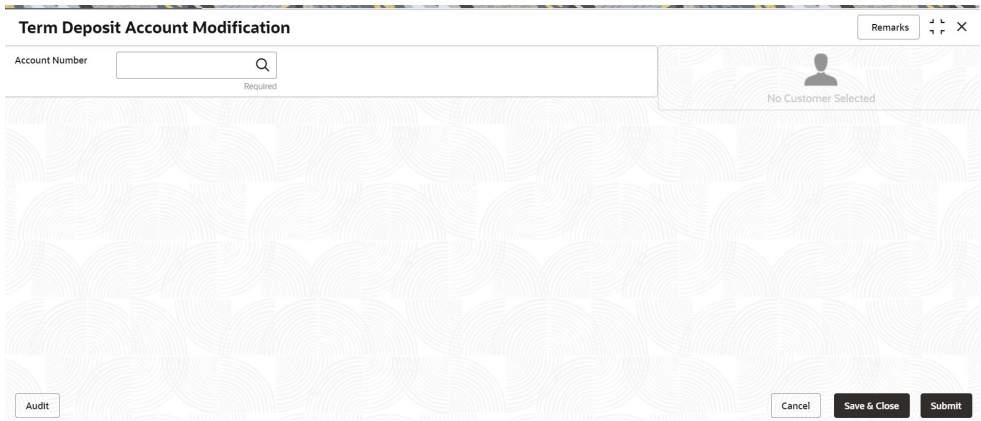 Term Deposit Account Modification
Remarks
Account Number
Required
No Customer Selected
Audit
Cancel
Save & Close
Submit